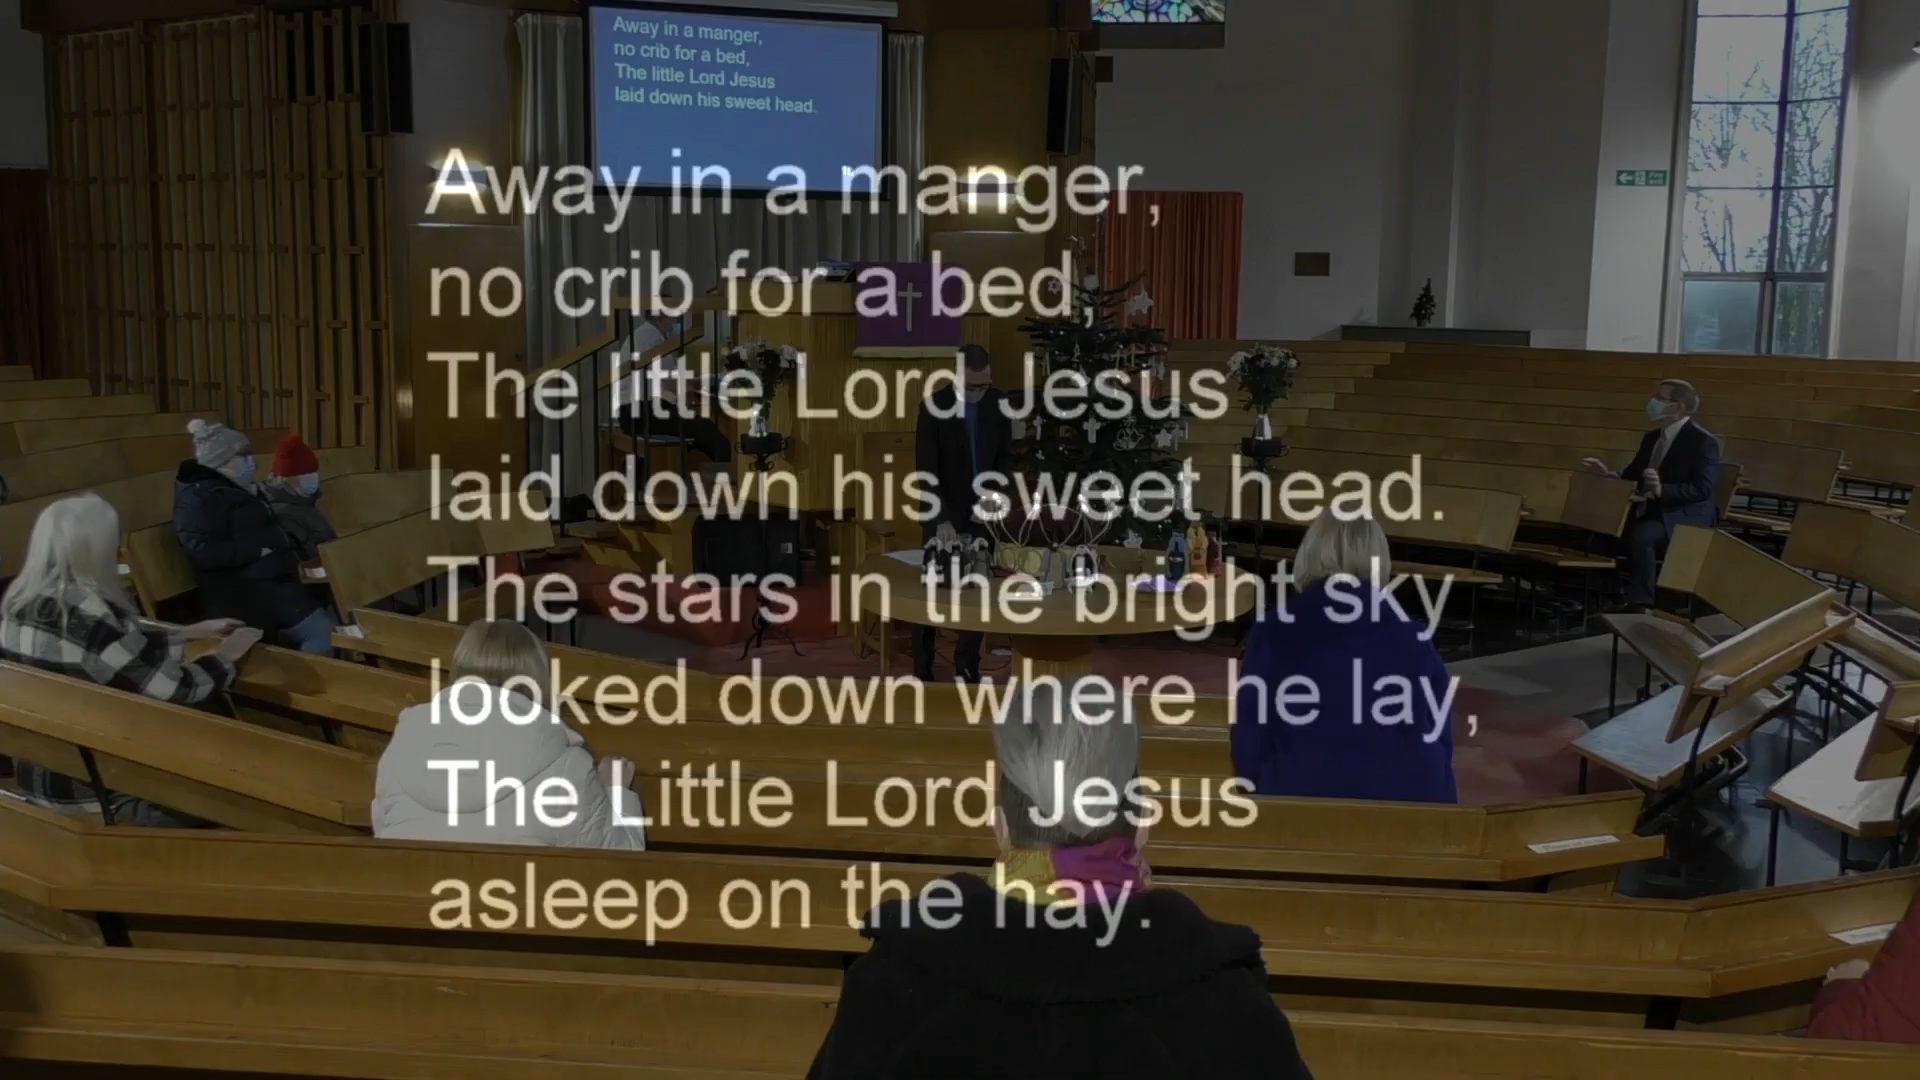 Away in a manger,
no crib for a bed,
The little Lord Jesus
laid down his sweet head.
Away in a manger,
no crib for a bed,
The little Lord Jesus
laid down his sweet head.
The stars in the bright sky
looked down where he lay,
The Little Lord Jesus
asleep on the hay.